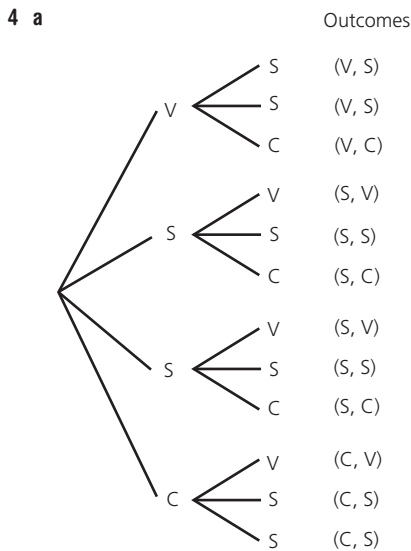 4 a
Outcomes
S (V, S)
V S (V, S)
C (V, C)
V (S, V)
S S (S, S)
C (S, C)
V (S, V)
S S (S, S)
C (S, C)
V (C, V)
C S (C, S)
S (C, S)